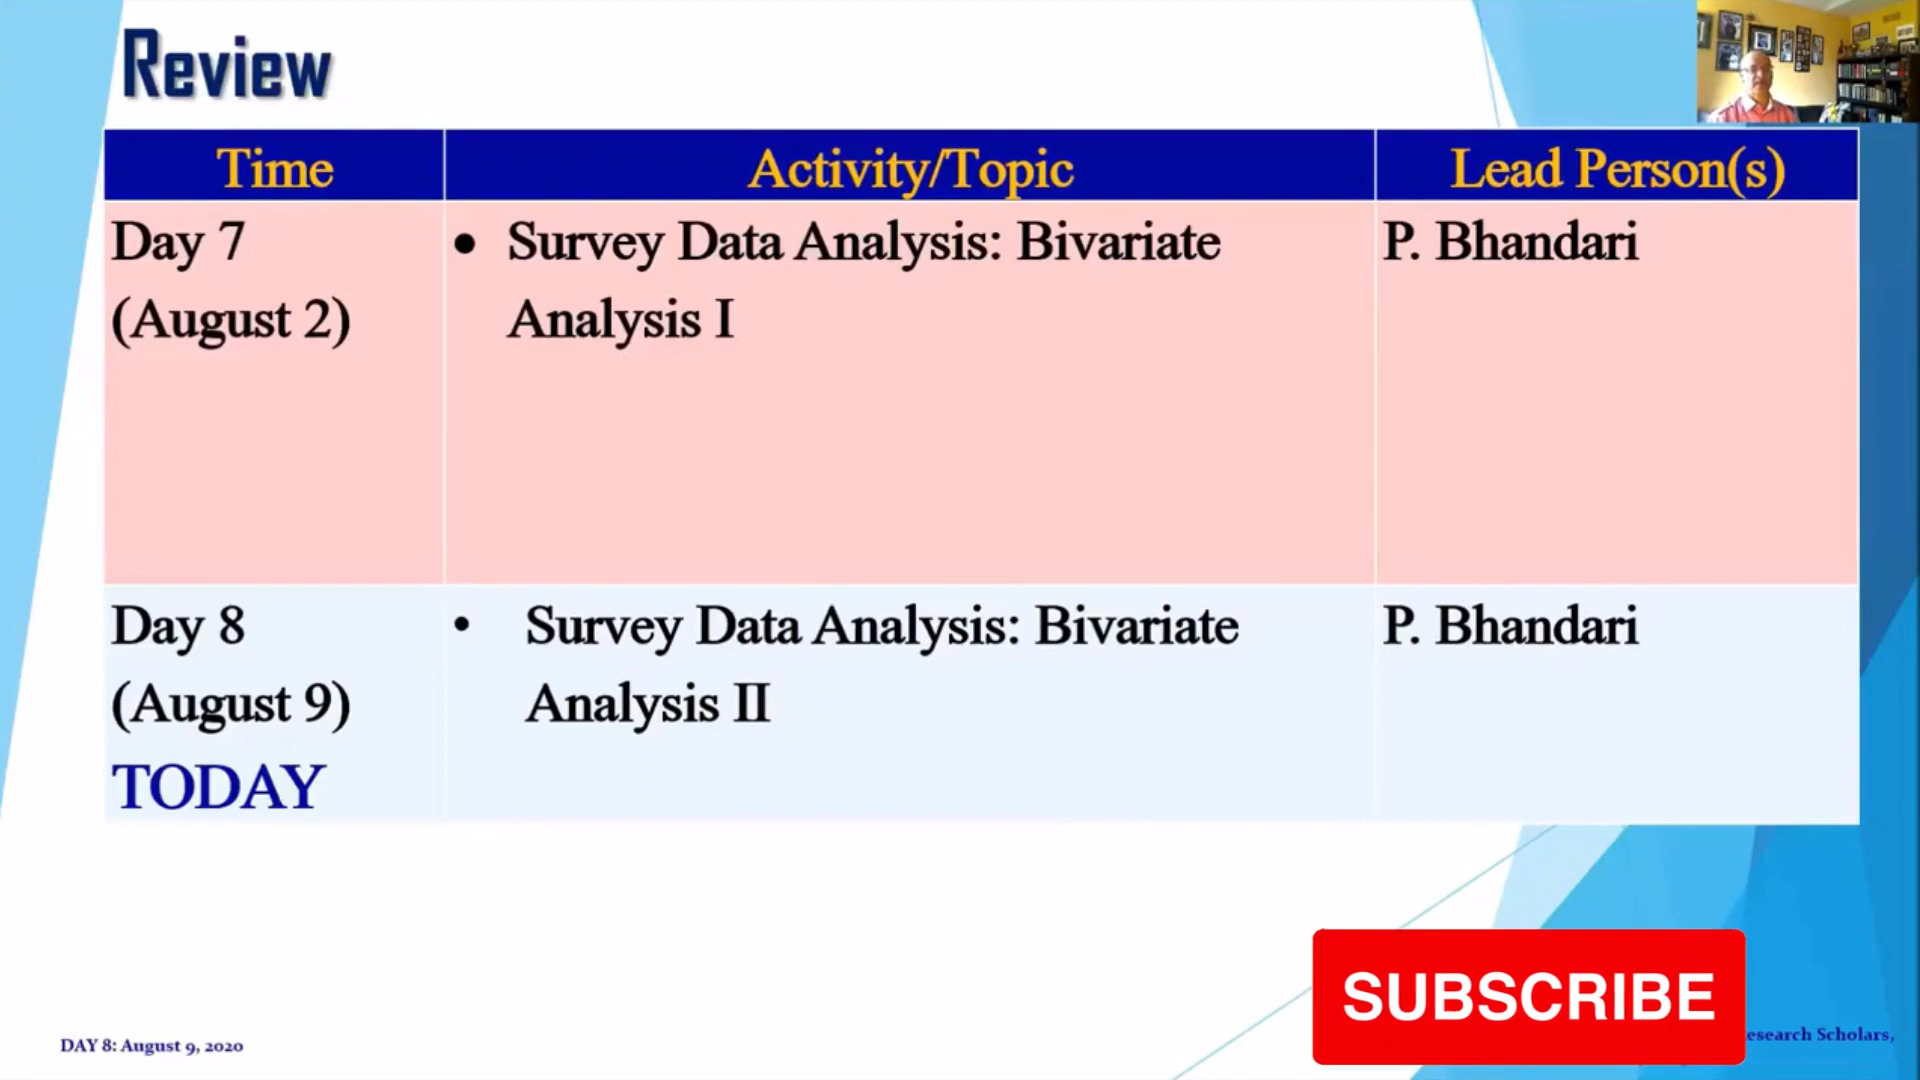 Review
Time
Activity/Topic
Lead Person(s)
Day 7
(August 2)
• Survey Data Analysis: Bivariate
Analysis I
P. Bhandari
Day 8
(August 9)
TODAY
• Survey Data Analysis: Bivariate
Analysis II
P. Bhandari
SUBSCRIBE
DAY 8: August 9, 2020
Scholars,